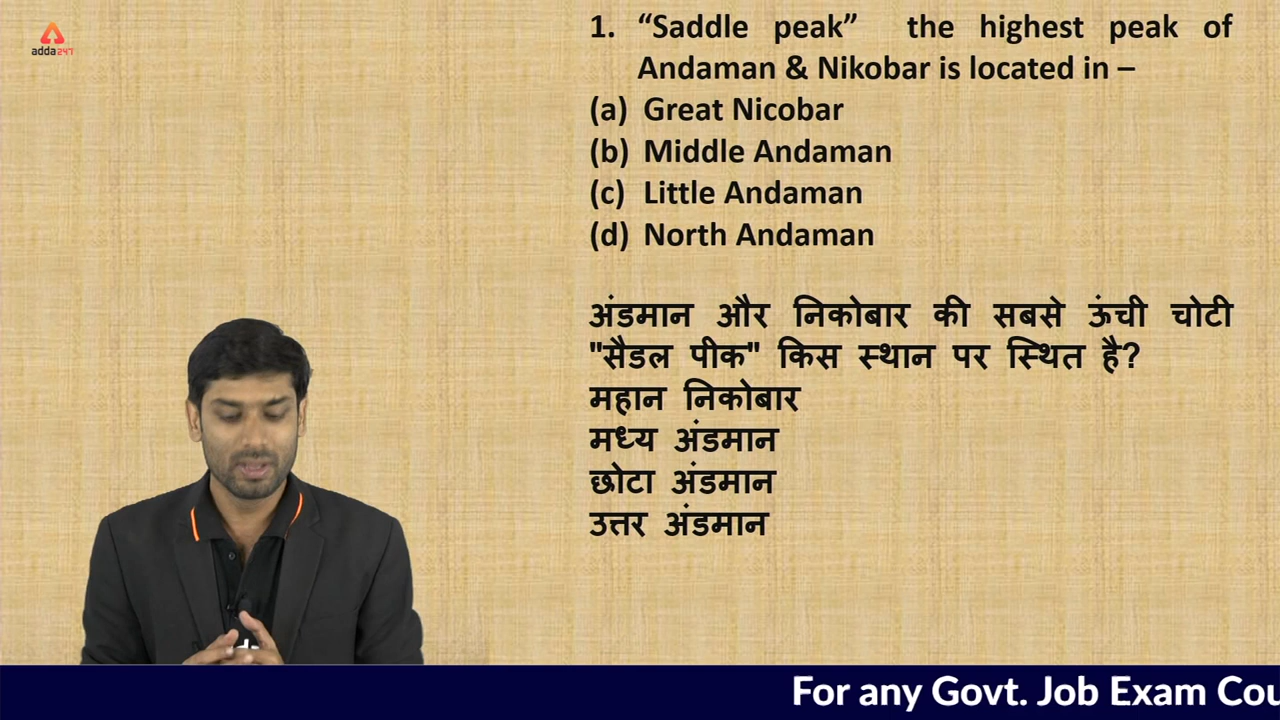 adda247
1. “Saddle peak” the highest peak of
Andaman & Nikobar is located in –
(a) Great Nicobar
(b) Middle Andaman
(c) Little Andaman
(d) North Andaman
अंडमान और निकोबार की सबसे ऊंची चोटी
"सैडल पीक" किस स्थान पर स्थित है?
महान निकोबार
मध्य अंडमान
छोटा अंडमान
उत्तर अंडमान
For any Govt. Job Exam Cou